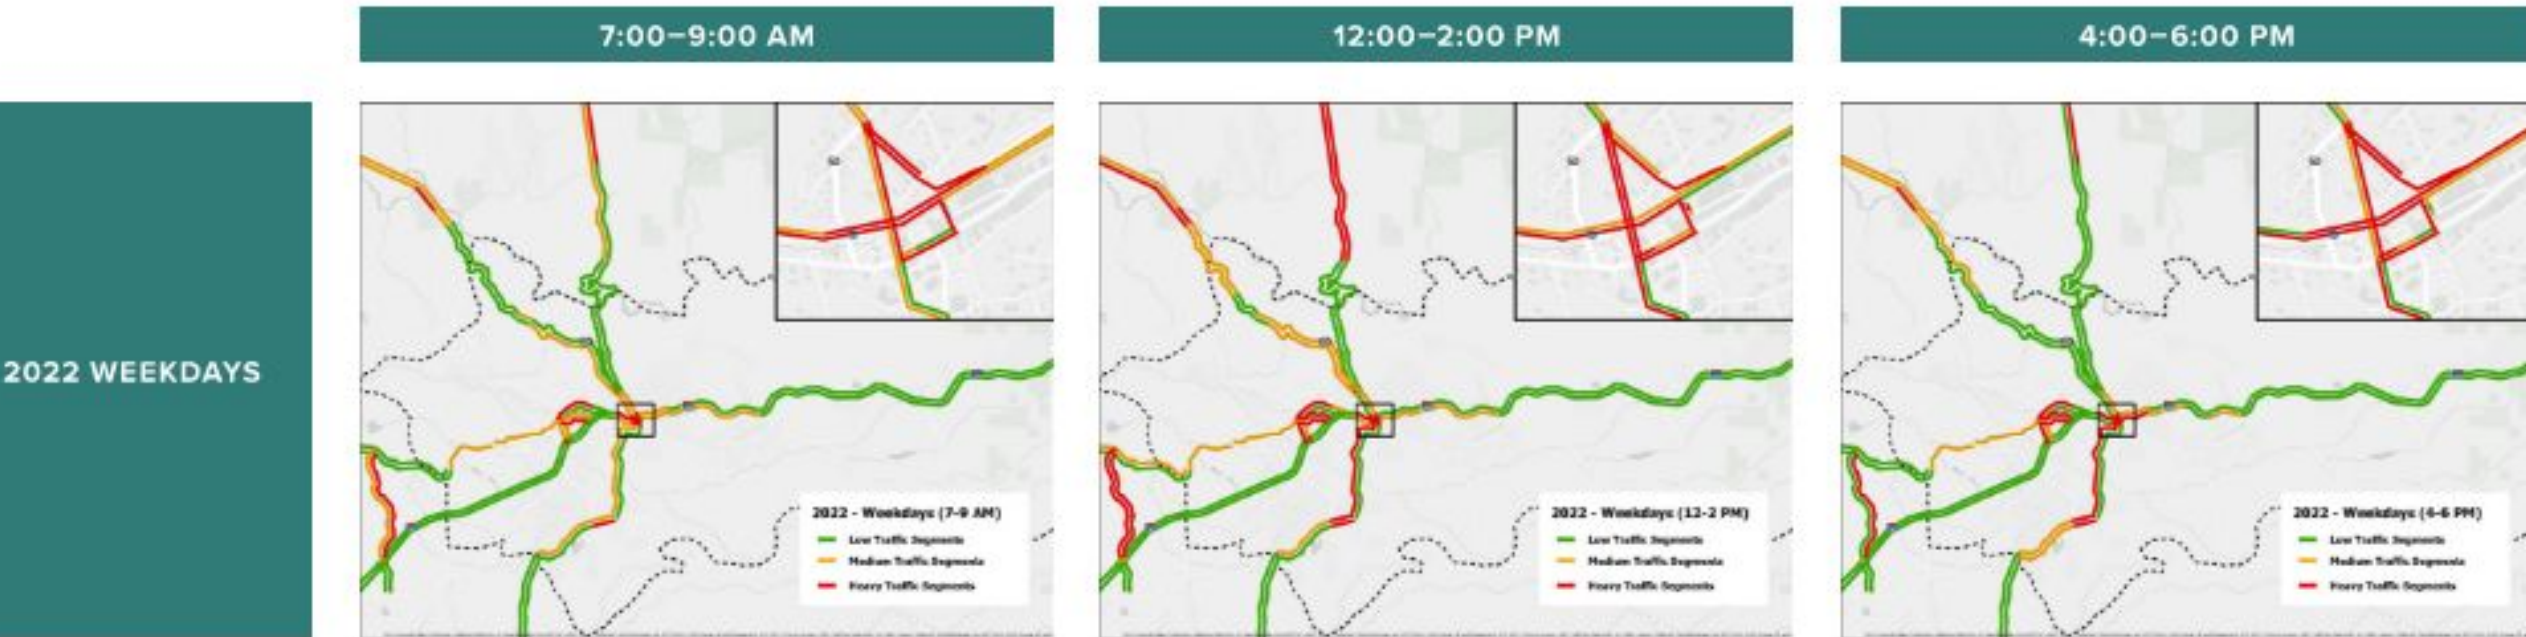 7:00–9:00 AM
12:00–2:00 PM
4:00–6:00 PM
2022 WEEKDAYS
2022 - Weekdays (7-9 AM)
Low Traffic Segments
Medium Traffic Segments
Heavy Traffic Segments
2022 - Weekdays (12-2 PM)
Low Traffic Segments
Medium Traffic Segments
Heavy Traffic Segments
2022 - Weekdays (4-6 PM)
Low Traffic Segments
Medium Traffic Segments
Heavy Traffic Segments